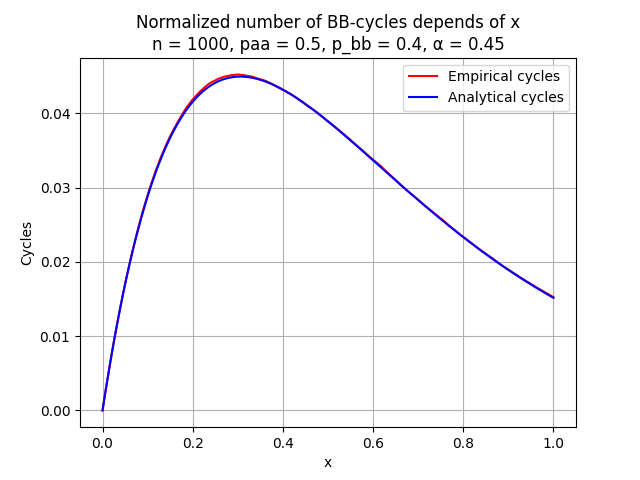 Normalized number of BB-cycles depends of x
n = 1000, paa = 0.5, p_bb = 0.4, α = 0.45
Empirical cycles
Analytical cycles
Cycles
0.04
0.03
0.02
0.01
0.00
0.0 0.2 0.4 0.6 0.8 1.0
x